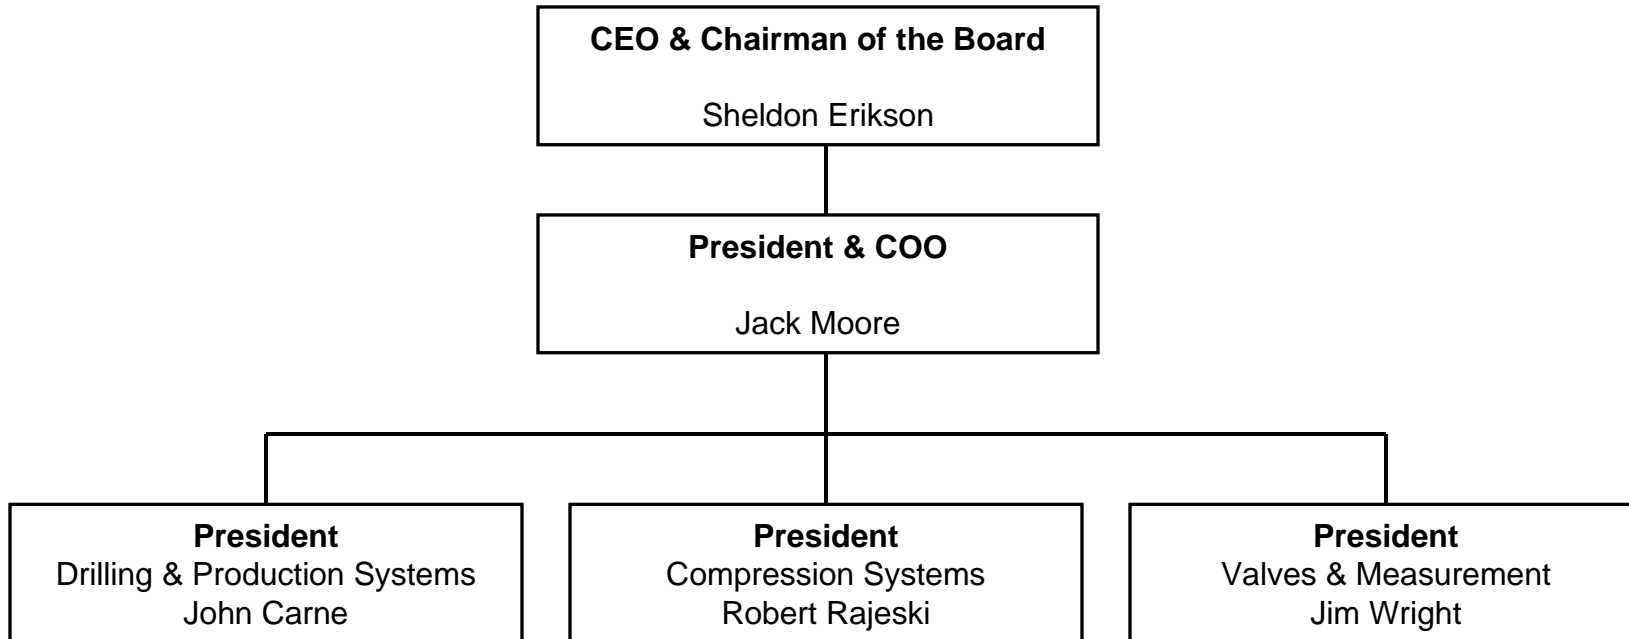 CEO & Chairman of the Board
Sheldon Erikson
President & COO
Jack Moore
President
Drilling & Production Systems
John Carne
President
Compression Systems
Robert Rajeski
President
Valves & Measurement
Jim Wright